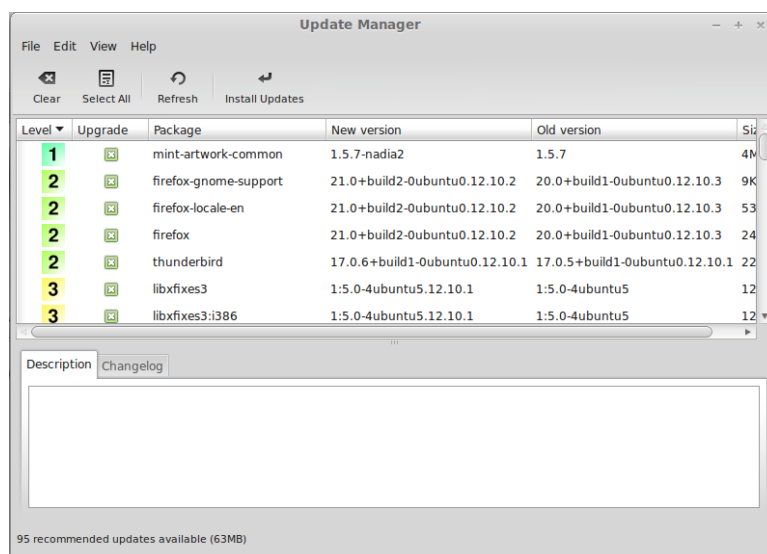 Update Manager
File Edit View Help
Clear Select All Refresh Install Updates
Level Upgrade Package New version Old version
1 mint-artwork-common 1.5.7-nadia2 1.5.7
2 firefox-gnome-support 21.0+build2-0ubuntu0.12.10.2 20.0+build1-0ubuntu0.12.10.3 9K
2 firefox-locale-en 21.0+build2-0ubuntu0.12.10.2 20.0+build1-0ubuntu0.12.10.3 53
2 firefox 21.0+build2-0ubuntu0.12.10.2 20.0+build1-0ubuntu0.12.10.3 24
2 thunderbird 17.0.6+build1-0ubuntu0.12.10.1 17.0.5+build1-0ubuntu0.12.10.1 22
3 libxfixes3 1:5.0-4ubuntu5.12.10.1 1:5.0-4ubuntu5 12
3 libxfixes3:i386 1:5.0-4ubuntu5.12.10.1 1:5.0-4ubuntu5 12
Description Changelog
95 recommended updates available (63MB)